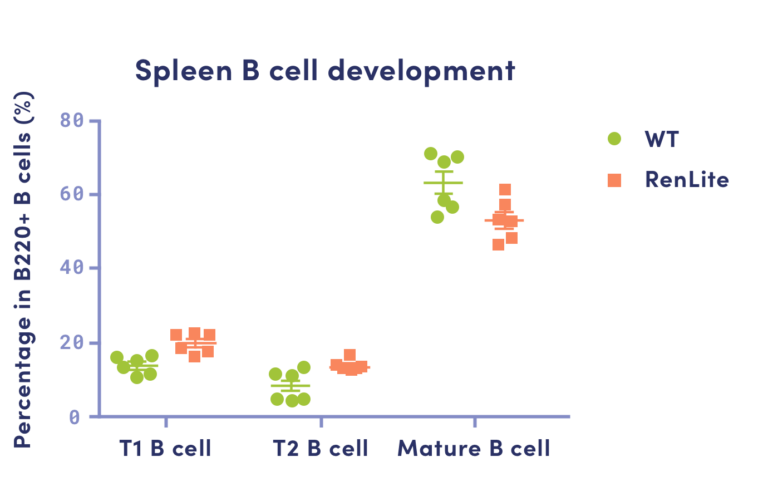 Spleen B cell development
Percentage in B220+ B cells (%)
80
60
40
20
0
T1 B cell
T2 B cell
Mature B cell
WT
RenLite